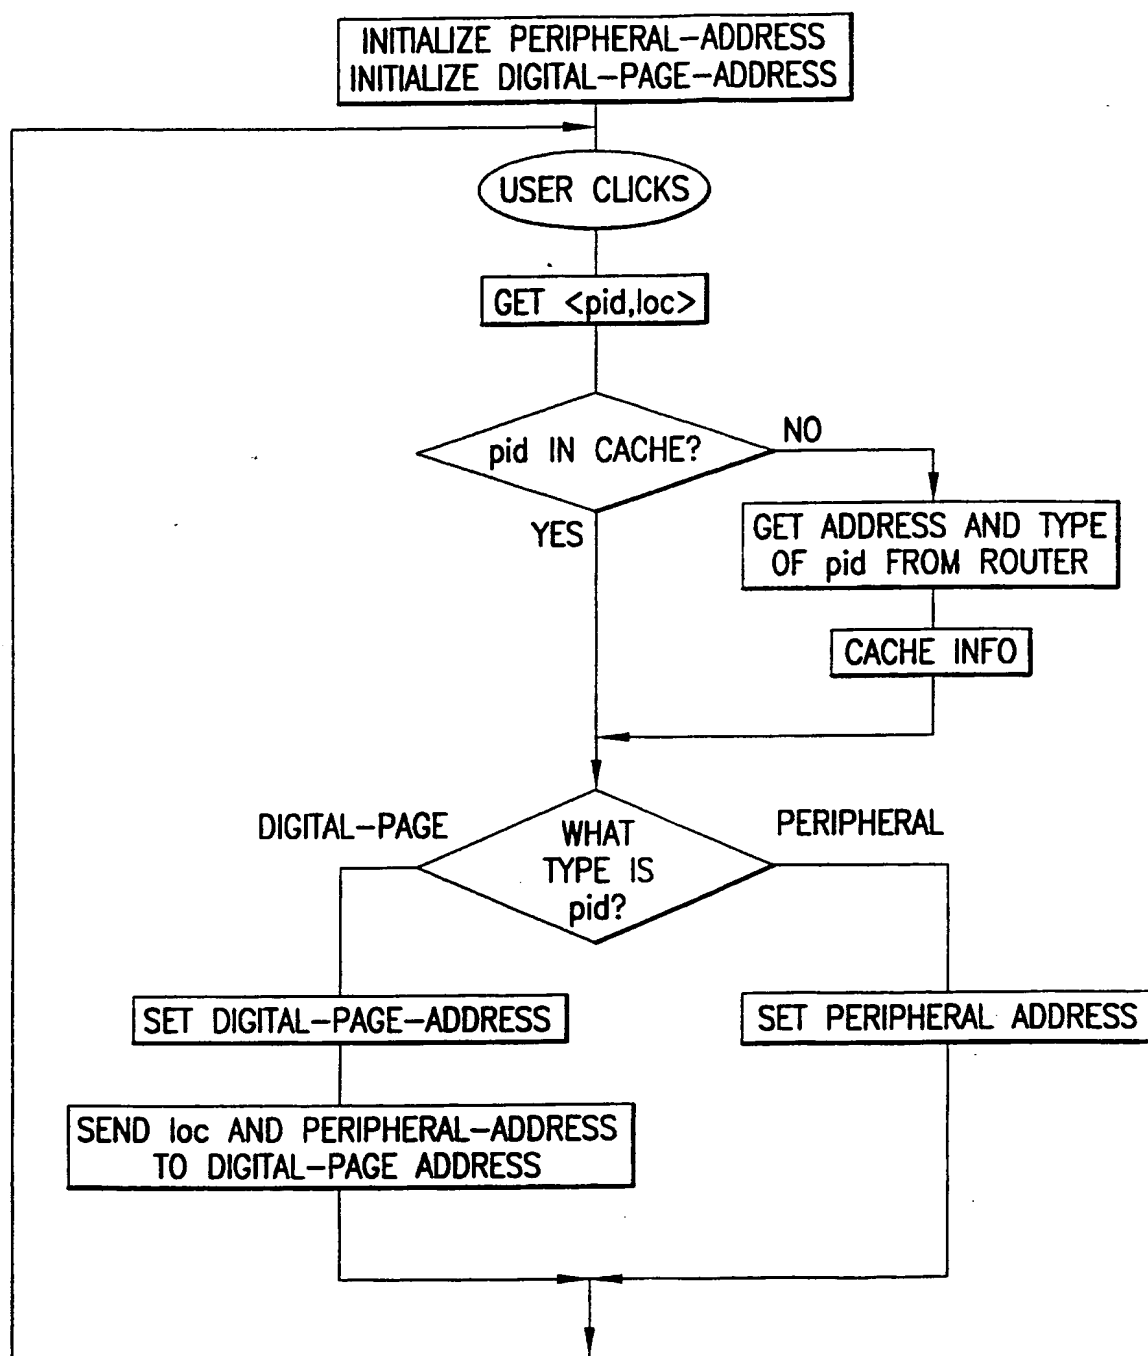 INITIALIZE PERIPHERAL-ADDRESS
INITIALIZE DIGITAL-PAGE-ADDRESS
USER CLICKS
GET <pid,loc>
pid IN CACHE?
NO
YES
GET ADDRESS AND TYPE
OF pid FROM ROUTER
CACHE INFO
DIGITAL-PAGE
WHAT
TYPE IS
pid?
PERIPHERAL
SET DIGITAL-PAGE-ADDRESS
SET PERIPHERAL ADDRESS
SEND loc AND PERIPHERAL-ADDRESS
TO DIGITAL-PAGE ADDRESS